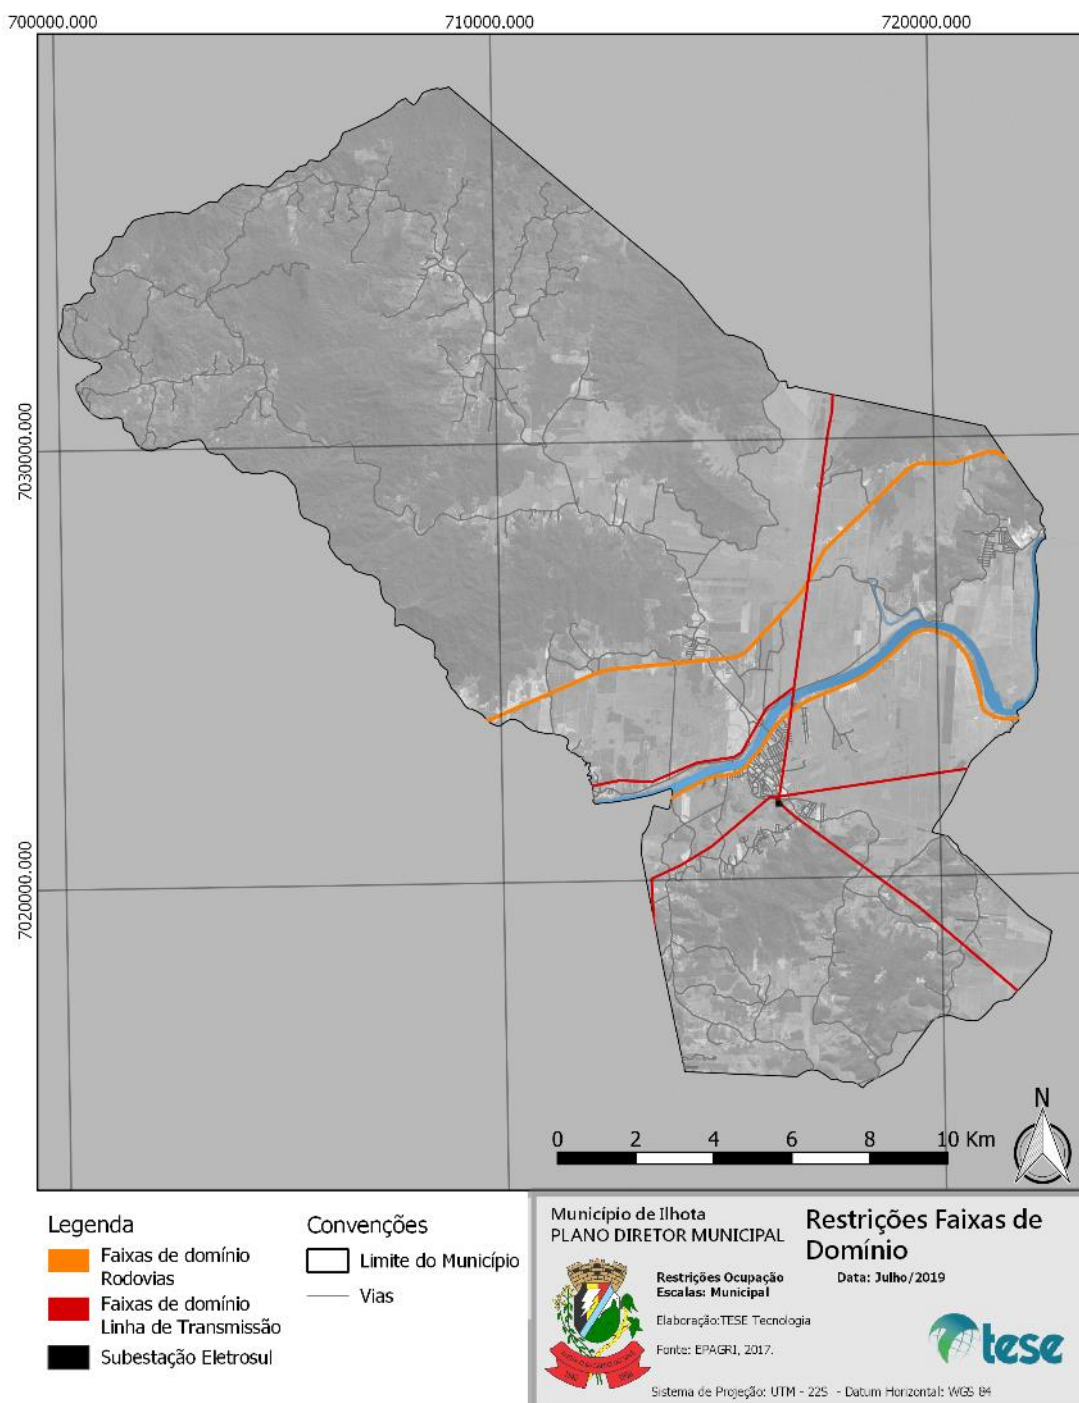 700000.000
710000.000
720000.000
7030000.000
7020000.000
N
0 2 4 6 8 10 Km
Legenda
Faixas de domínio
Rodovias
Faixas de domínio
Linha de Transmissão
Subestação Eletrosul
Convenções
Limite do Município
Vias
Município de Ilhota
PLANO DIRETOR MUNICIPAL
Restrições Faixas de
Domínio
Restrições Ocupação
Escalas: Municipal
Data: Julho/2019
Elaboração:TESE Tecnologia
Fonte: EPAGRI, 2017.
tese
Sistema de Projeção: UTM - 22S - Datum Horizontal: WGS 84